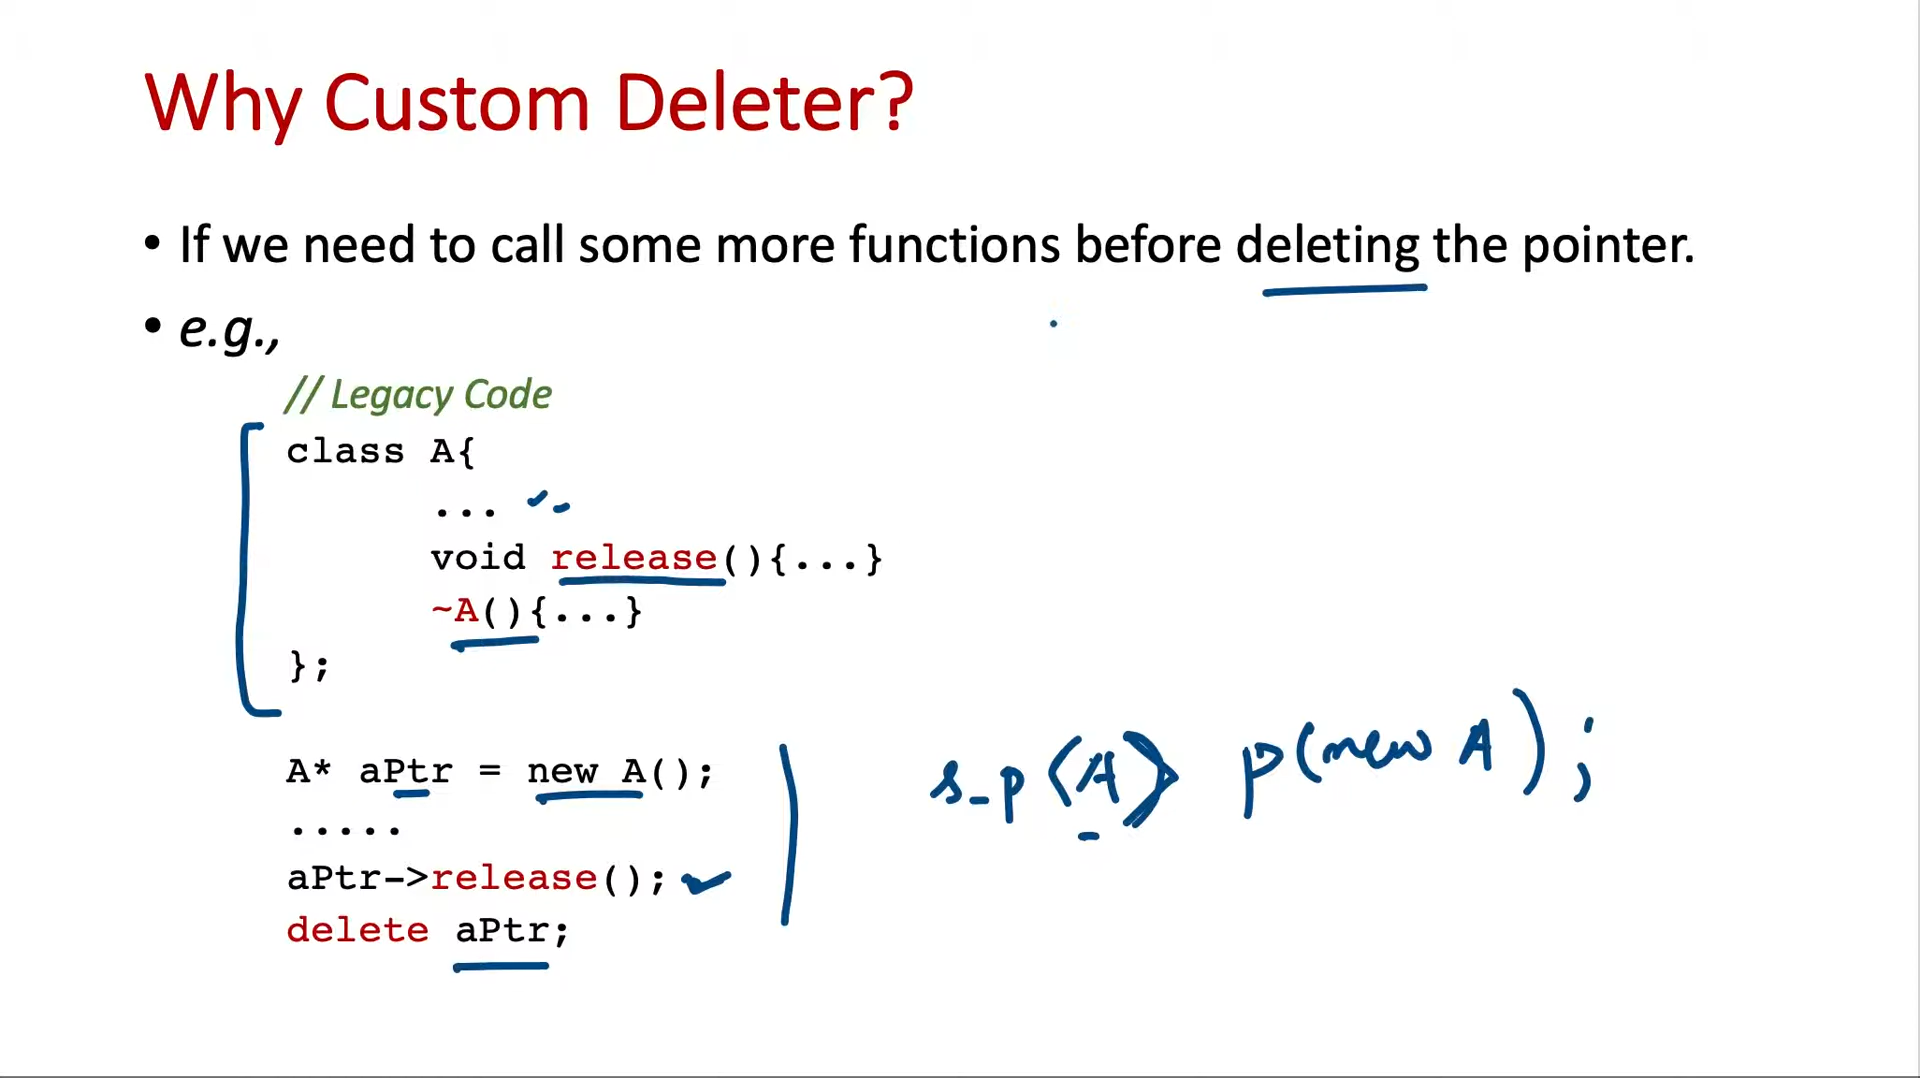 Why Custom Deleter?
• If we need to call some more functions before deleting the pointer.
• e.g.,
// Legacy Code
class A{
...
void release(){...}
~A(){...}
};
A* aPtr = new A();
.....
aPtr->release();
delete aPtr;
s_p<A> p(new A);